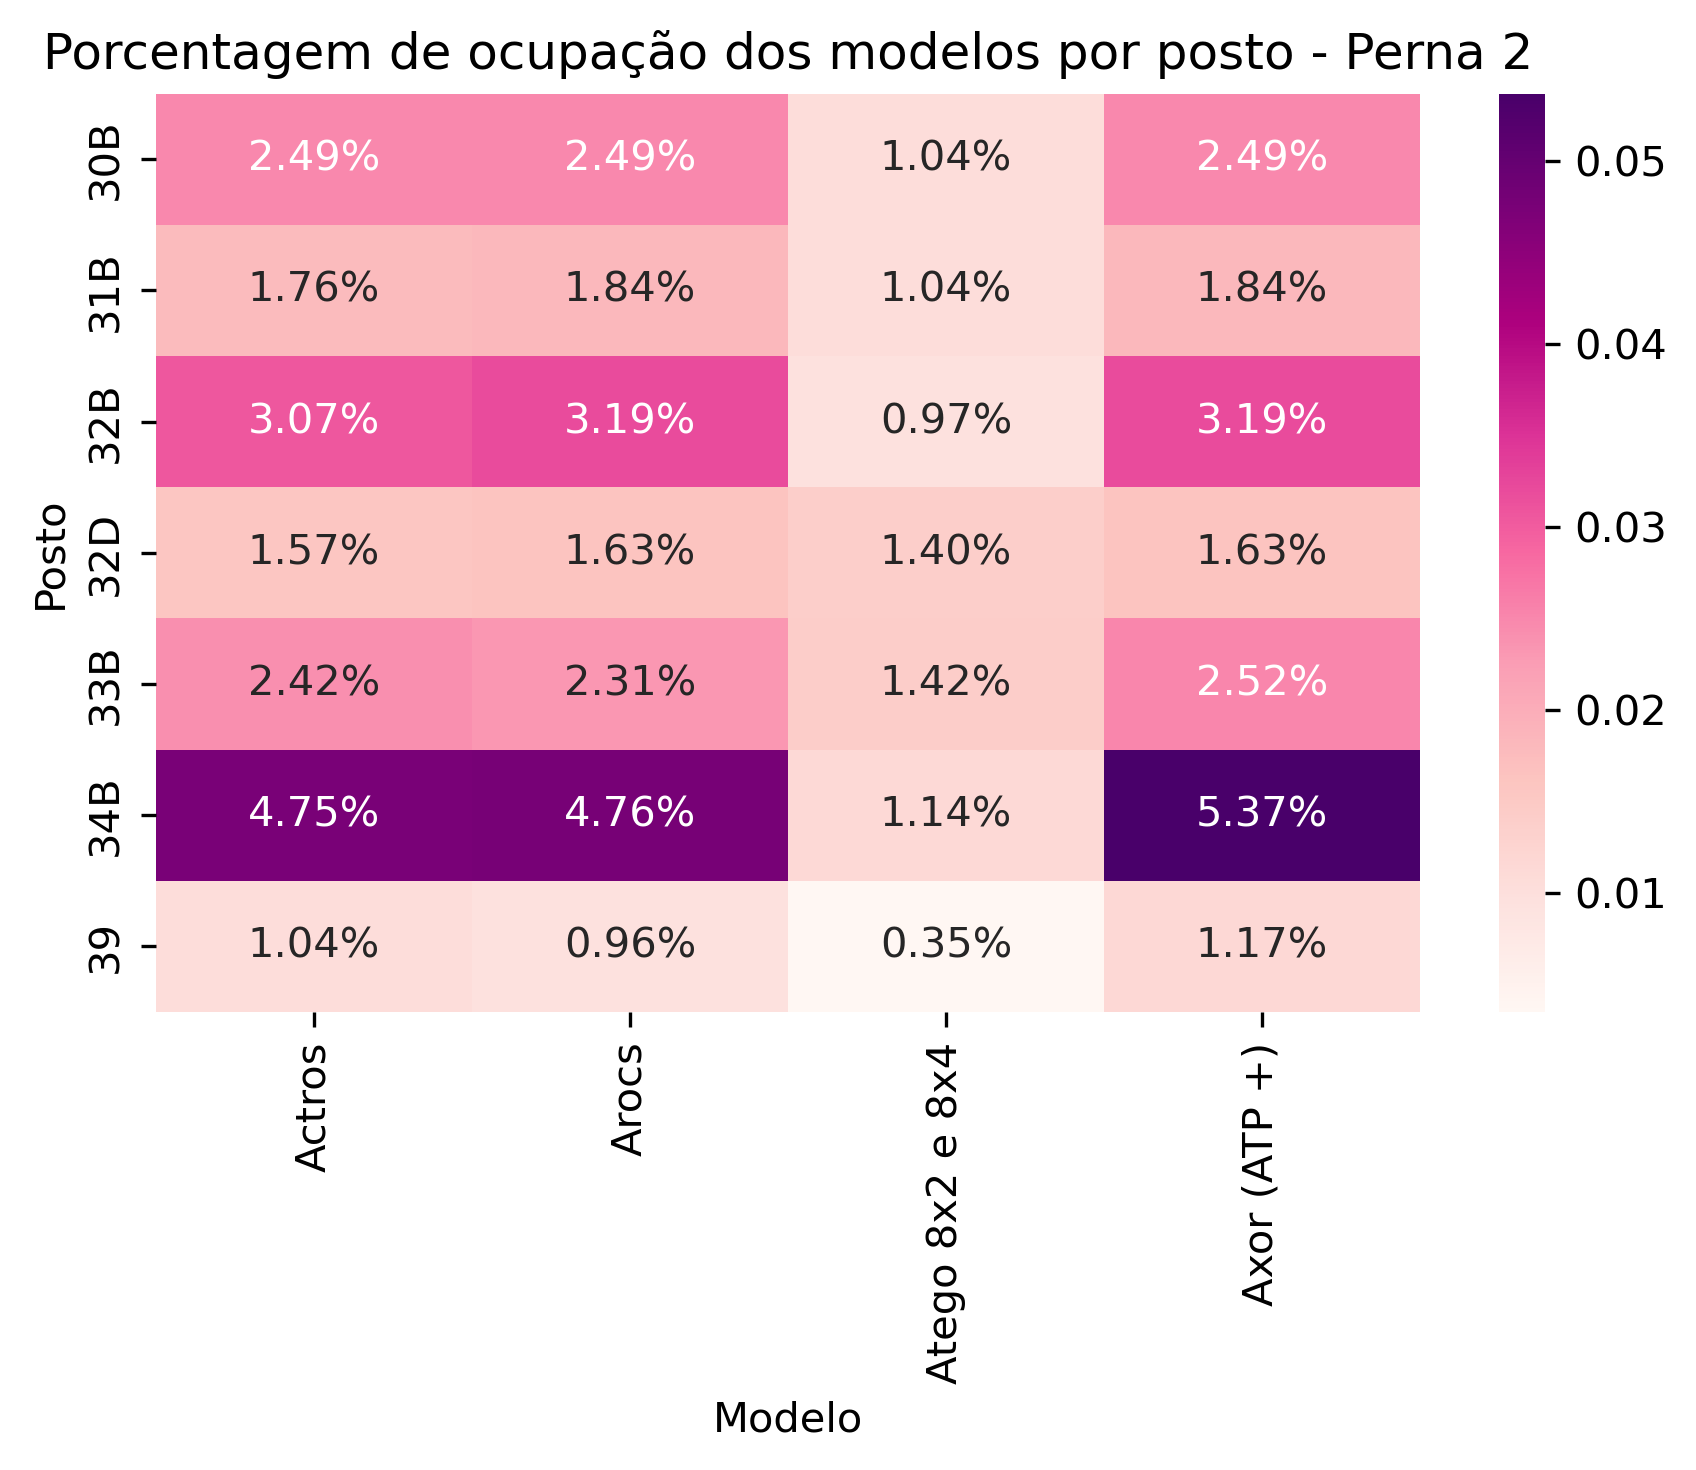 Porcentagem de ocupação dos modelos por posto - Perna 2
Posto
30B 2.49% 2.49% 1.04% 2.49%
31B 1.76% 1.84% 1.04% 1.84%
32B 3.07% 3.19% 0.97% 3.19%
32D 1.57% 1.63% 1.40% 1.63%
33B 2.42% 2.31% 1.42% 2.52%
34B 4.75% 4.76% 1.14% 5.37%
39 1.04% 0.96% 0.35% 1.17%
Actros
Arocs
Atego 8x2 e 8x4
Axor (ATP +)
Modelo
0.05
0.04
0.03
0.02
0.01